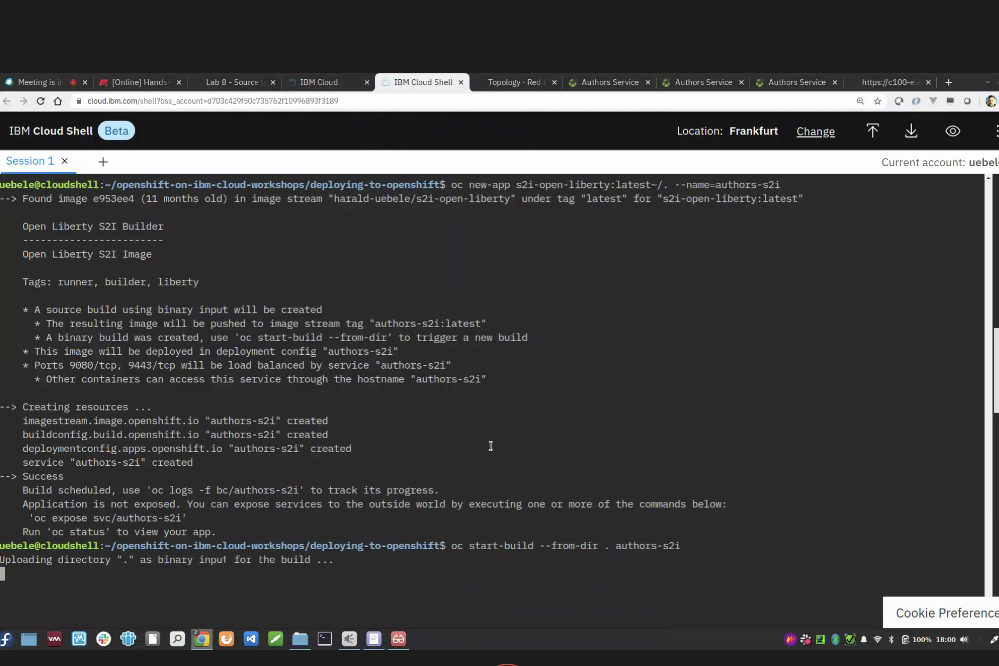 Meeting is in
[Online] Hands-
Lab 8 - Source t
IBM Cloud
IBM Cloud Shell
Topology · Red
Authors Service
Authors Service
Authors Service
https://c100-e.e
cloud.ibm.com/shell?bss_account=d703c429f50c735762f10996893f3189
IBM Cloud Shell Beta
Location: Frankfurt Change
Session 1
Current account: uebele
uebele@cloudshell:~/openshift-on-ibm-cloud-workshops/deploying-to-openshift$ oc new-app s2i-open-liberty:latest~/. --name=authors-s2i
--> Found image e953ee4 (11 months old) in image stream "harald-uebele/s2i-open-liberty" under tag "latest" for "s2i-open-liberty:latest"
Open Liberty S2I Builder
------------------------
Open Liberty S2I Image
Tags: runner, builder, liberty
* A source build using binary input will be created
* The resulting image will be pushed to image stream tag "authors-s2i:latest"
* A binary build was created, use 'oc start-build --from-dir' to trigger a new build
* This image will be deployed in deployment config "authors-s2i"
* Ports 9080/tcp, 9443/tcp will be load balanced by service "authors-s2i"
* Other containers can access this service through the hostname "authors-s2i"
--> Creating resources ...
imagestream.image.openshift.io "authors-s2i" created
buildconfig.build.openshift.io "authors-s2i" created
deploymentconfig.apps.openshift.io "authors-s2i" created
service "authors-s2i" created
--> Success
Build scheduled, use 'oc logs -f bc/authors-s2i' to track its progress.
Application is not exposed. You can expose services to the outside world by executing one or more of the commands below:
'oc expose svc/authors-s2i'
Run 'oc status' to view your app.
uebele@cloudshell:~/openshift-on-ibm-cloud-workshops/deploying-to-openshift$ oc start-build --from-dir . authors-s2i
Uploading directory "." as binary input for the build ...
Cookie Preference
2
100% 18:00